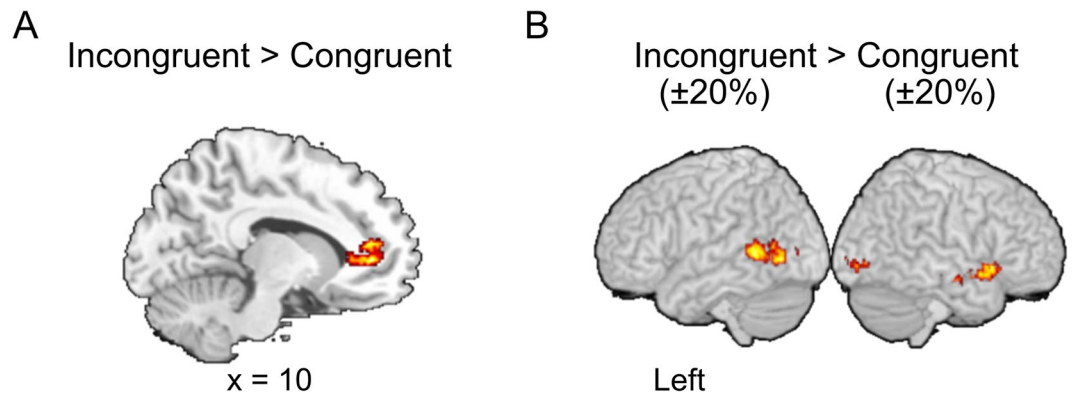 A
Incongruent > Congruent
x = 10
B
Incongruent > Congruent
(±20%) (±20%)
Left